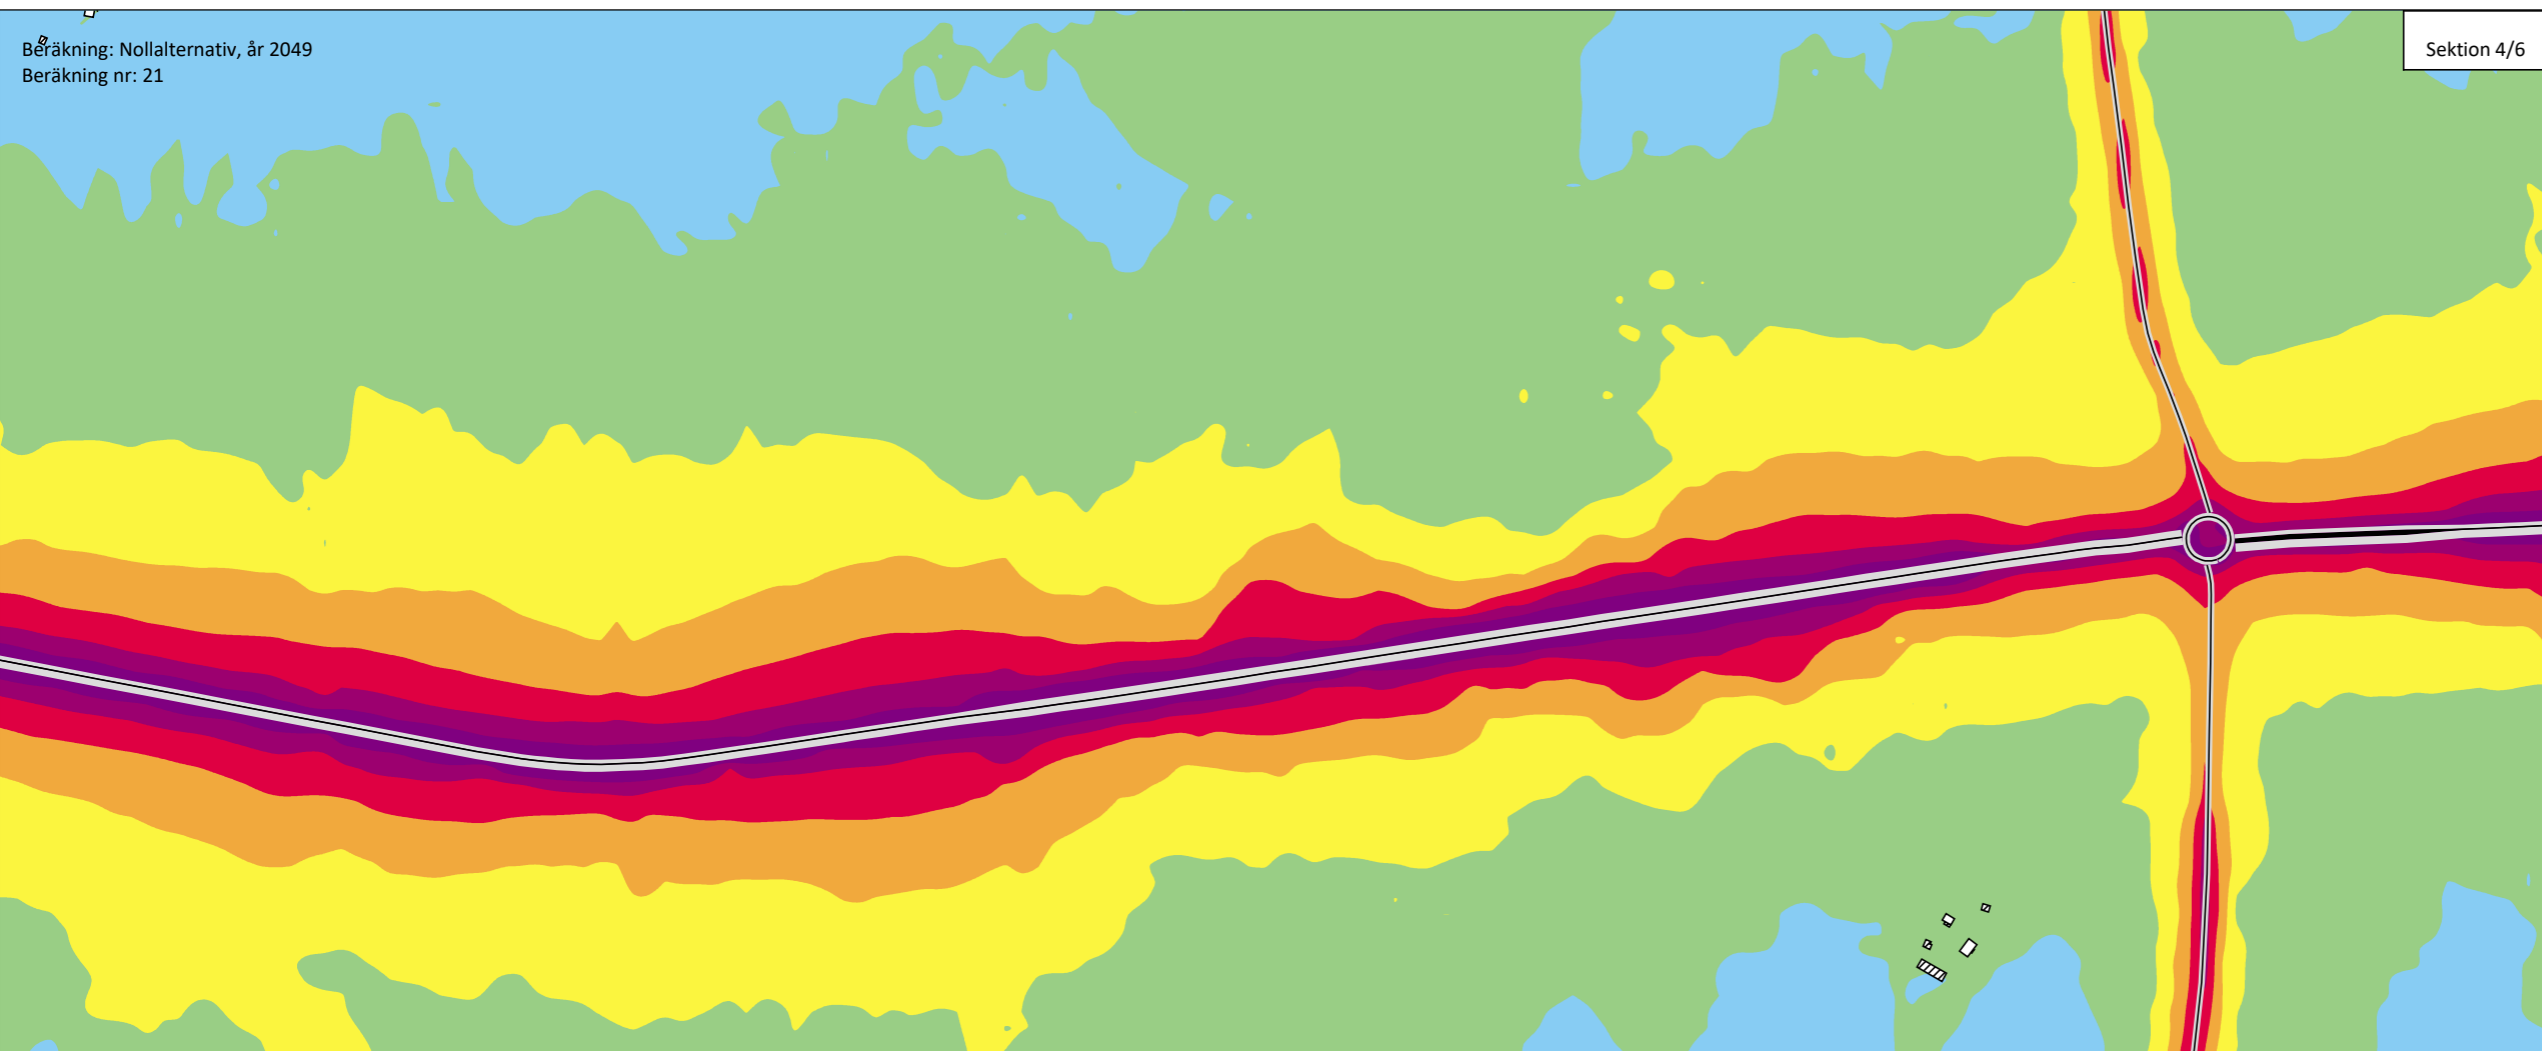 Beräkning: Nollalternativ, år 2049
Beräkning nr: 21
Sektion 4/6